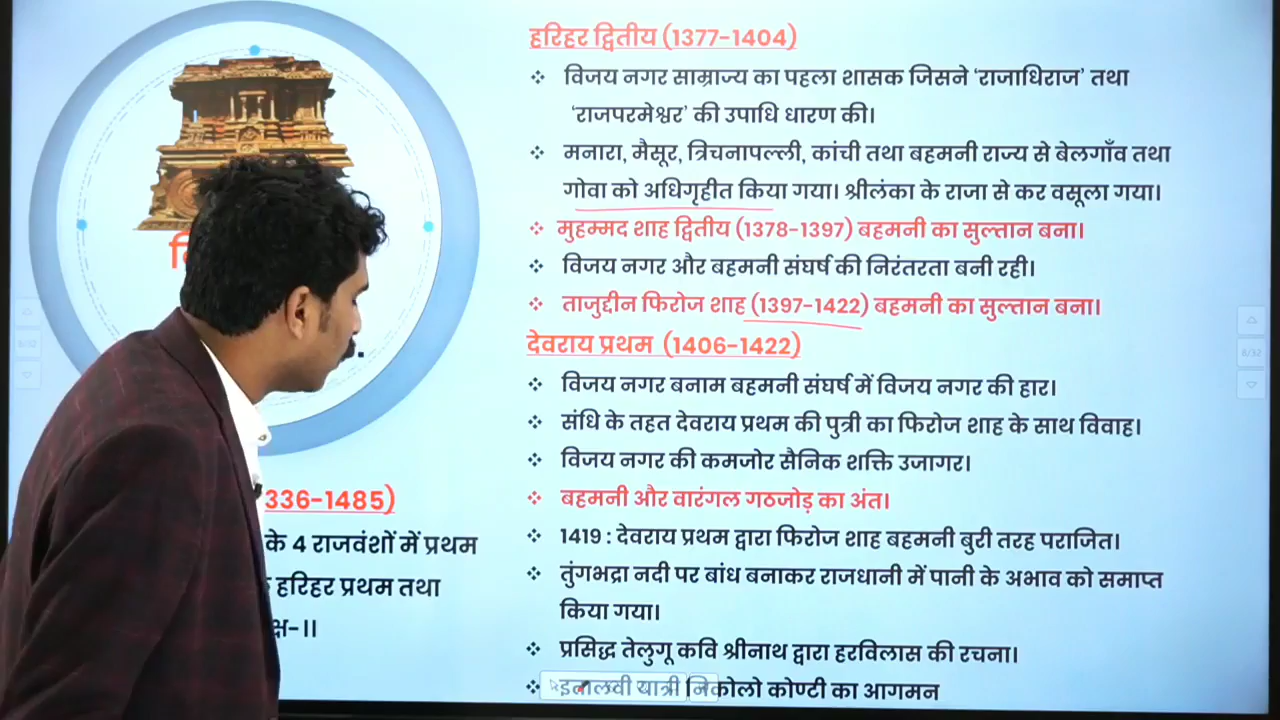 हरिहर द्वितीय (1377-1404)
विजय नगर साम्राज्य का पहला शासक जिसने 'राजाधिराज' तथा
'राजपरमेश्वर' की उपाधि धारण की।
मनारा, मैसूर, त्रिचनापल्ली, कांची तथा बहमनी राज्य से बेलगाँव तथा
गोवा को अधिगृहीत किया गया। श्रीलंका के राजा से कर वसूला गया।
मुहम्मद शाह द्वितीय (1378-1397) बहमनी का सुल्तान बना।
विजय नगर और बहमनी संघर्ष की निरंतरता बनी रही।
ताजुद्दीन फिरोज शाह (1397-1422) बहमनी का सुल्तान बना।
देवराय प्रथम (1406-1422)
विजय नगर बनाम बहमनी संघर्ष में विजय नगर की हार।
संधि के तहत देवराय प्रथम की पुत्री का फिरोज शाह के साथ विवाह।
विजय नगर की कमजोर सैनिक शक्ति उजागर।
बहमनी और वारंगल गठजोड़ का अंत।
1419 : देवराय प्रथम द्वारा फिरोज शाह बहमनी बुरी तरह पराजित।
तुंगभद्रा नदी पर बांध बनाकर राजधानी में पानी के अभाव को समाप्त
किया गया।
प्रसिद्ध तेलुगू कवि श्रीनाथ द्वारा हरविलास की रचना।
इतालवी यात्री निकोलो कोण्टी का आगमन
336-1485)
के 4 राजवंशों में प्रथम
हरिहर प्रथम तथा
8/32